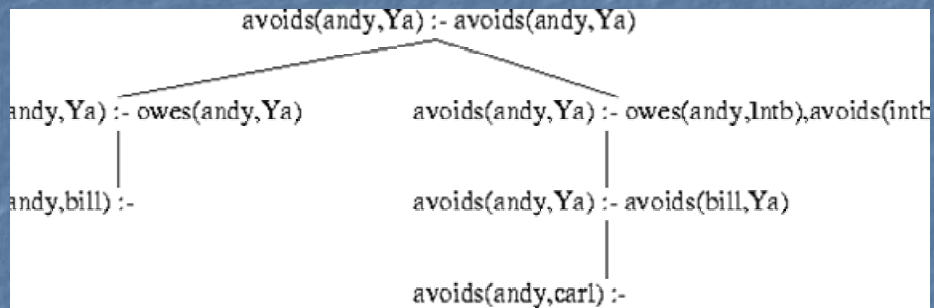 avoids(andy,Ya) :- avoids(andy,Ya)
andy,Ya) :- owes(andy,Ya)
avoids(andy,Ya) :- owes(andy,Intb),avoids(intb
andy,bill) :-
avoids(andy,Ya) :- avoids(bill,Ya)
avoids(andy,carl) :-